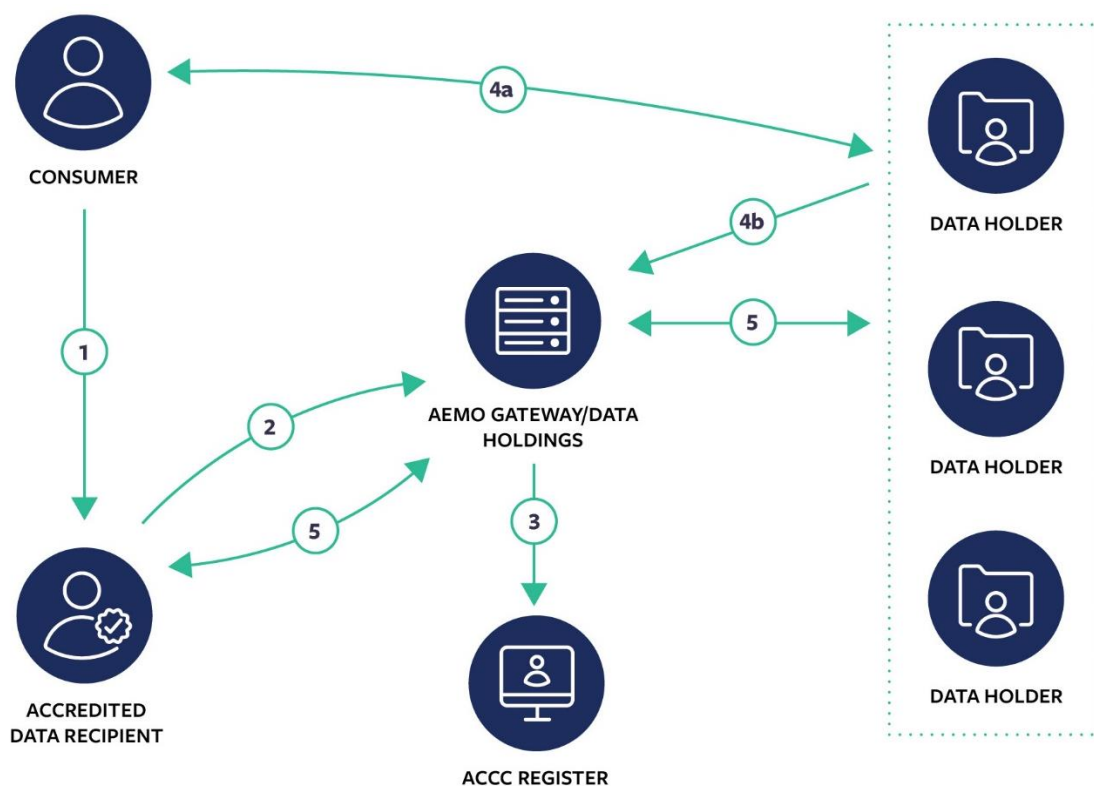 4a
CONSUMER
DATA HOLDER
4b
1
5
AEMO GATEWAY/DATA
HOLDINGS
2
DATA HOLDER
5
3
ACCREDITED
DATA RECIPIENT
DATA HOLDER
ACCC REGISTER